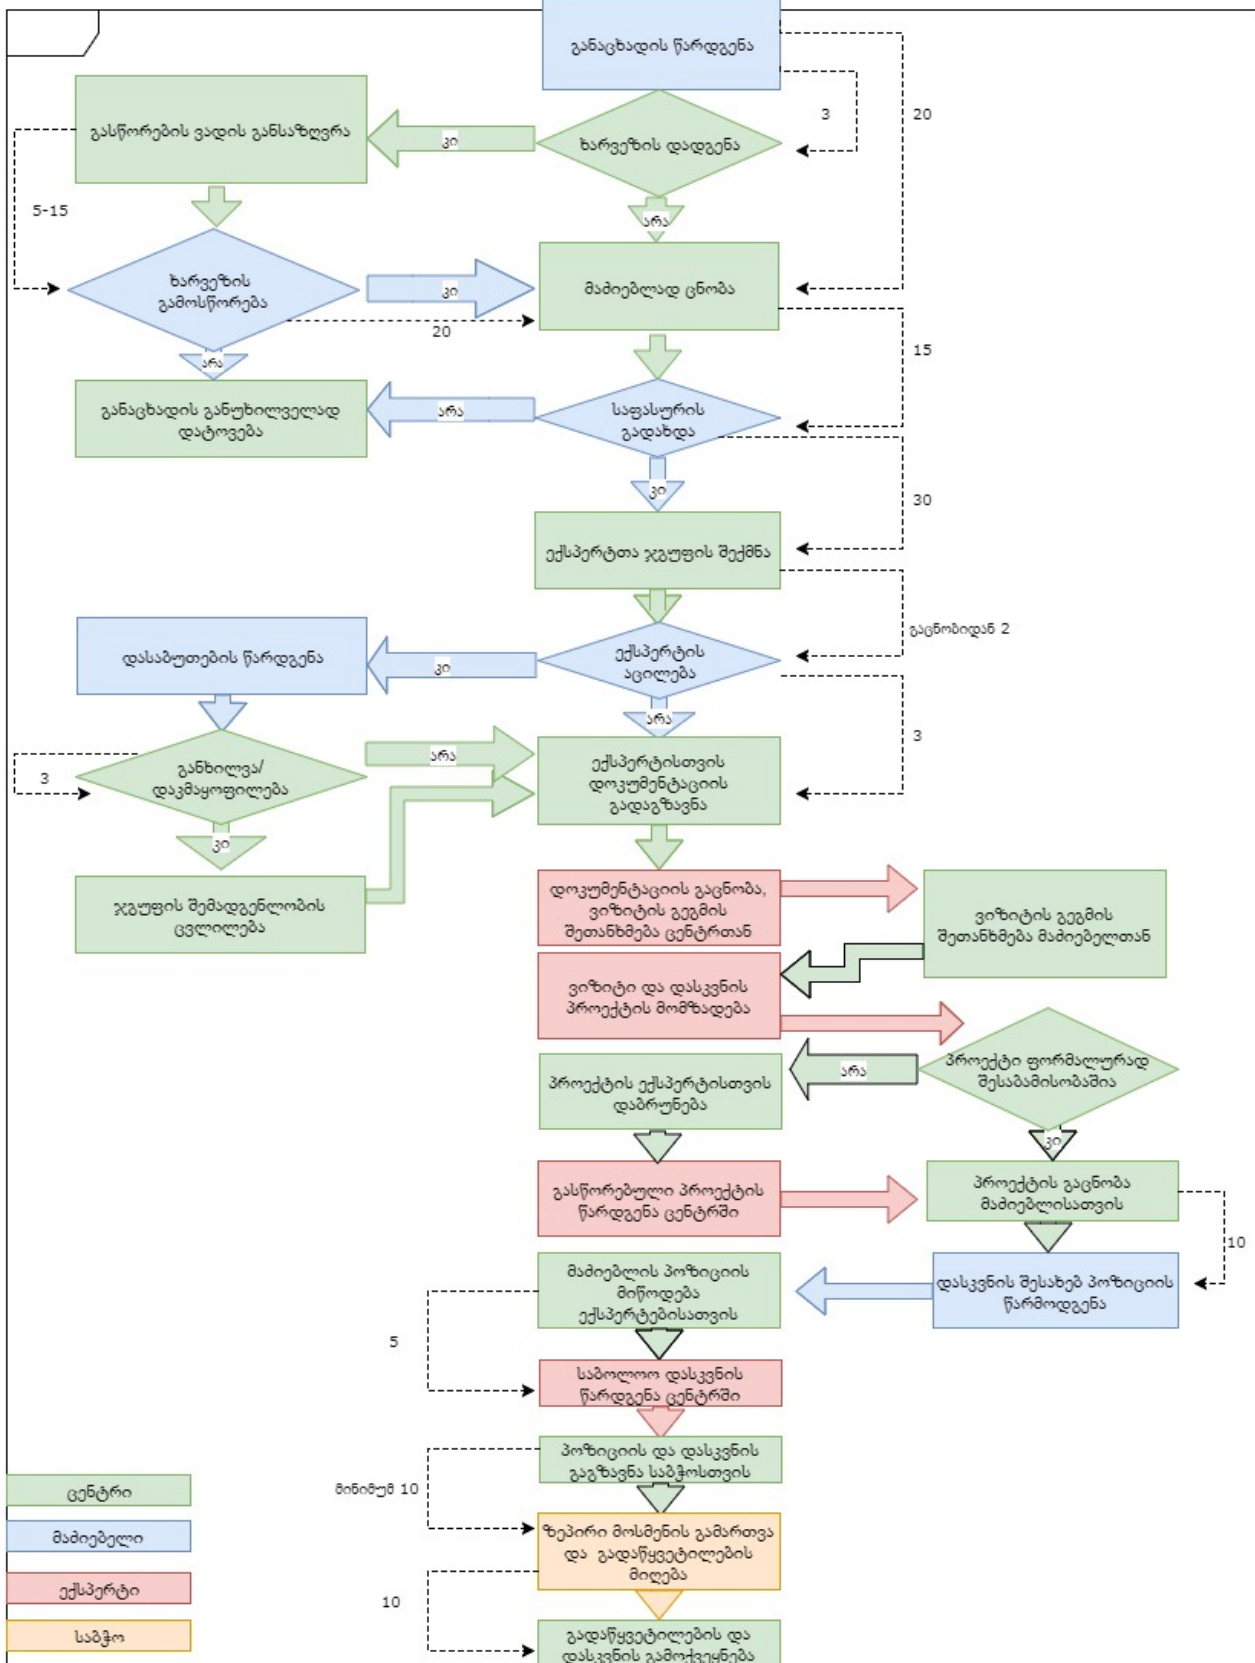 განაცხადის წარდგენა
3
20
გასწორების ვადის განსაზღვრა
კი
ხარვეზის დადგენა
5-15
არა
ხარვეზის
გამოსწორება
კი
მაძიებლად ცნობა
20
არა
15
განაცხადის განუხილველად
დატოვება
არა
საფასურის
გადახდა
კი
30
ექსპერტთა ჯგუფის შექმნა
გაცნობიდან 2
დასაბუთების წარდგენა
კი
ექსპერტის
აცილება
არა
3
3
განხილვა/
დაკმაყოფილება
არა
ექსპერტისთვის
დოკუმენტაციის
გადაგზავნა
კი
ჯგუფის შემადგენლობის
ცვლილება
დოკუმენტაციის გაცნობა,
ვიზიტის გეგმის
შეთანხმება ცენტრთან
ვიზიტის გეგმის
შეთანხმება მაძიებელთან
ვიზიტი და დასკვნის
პროექტის მომზადება
პროექტის ექსპერტისთვის
დაბრუნება
არა
პროექტი ფორმალურად
შესაბამისობაშია
კი
გასწორებული პროექტის
წარდგენა ცენტრში
პროექტის გაცნობა
მაძიებლისათვის
10
მაძიებლის პოზიციის
მიწოდება
ექსპერტებისათვის
დასკვნის შესახებ პოზიციის
წარმოდგენა
5
საბოლოო დასკვნის
წარდგენა ცენტრში
პოზიციის და დასკვნის
გაგზავნა საბჭოსთვის
მინიმუმ 10
ზეპირი მოსმენის გამართვა
და გადაწყვეტილების
მიღება
10
გადაწყვეტილების და
დასკვნის გამოქვეყნება
ცენტრი
მაძიებელი
ექსპერტი
საბჭო